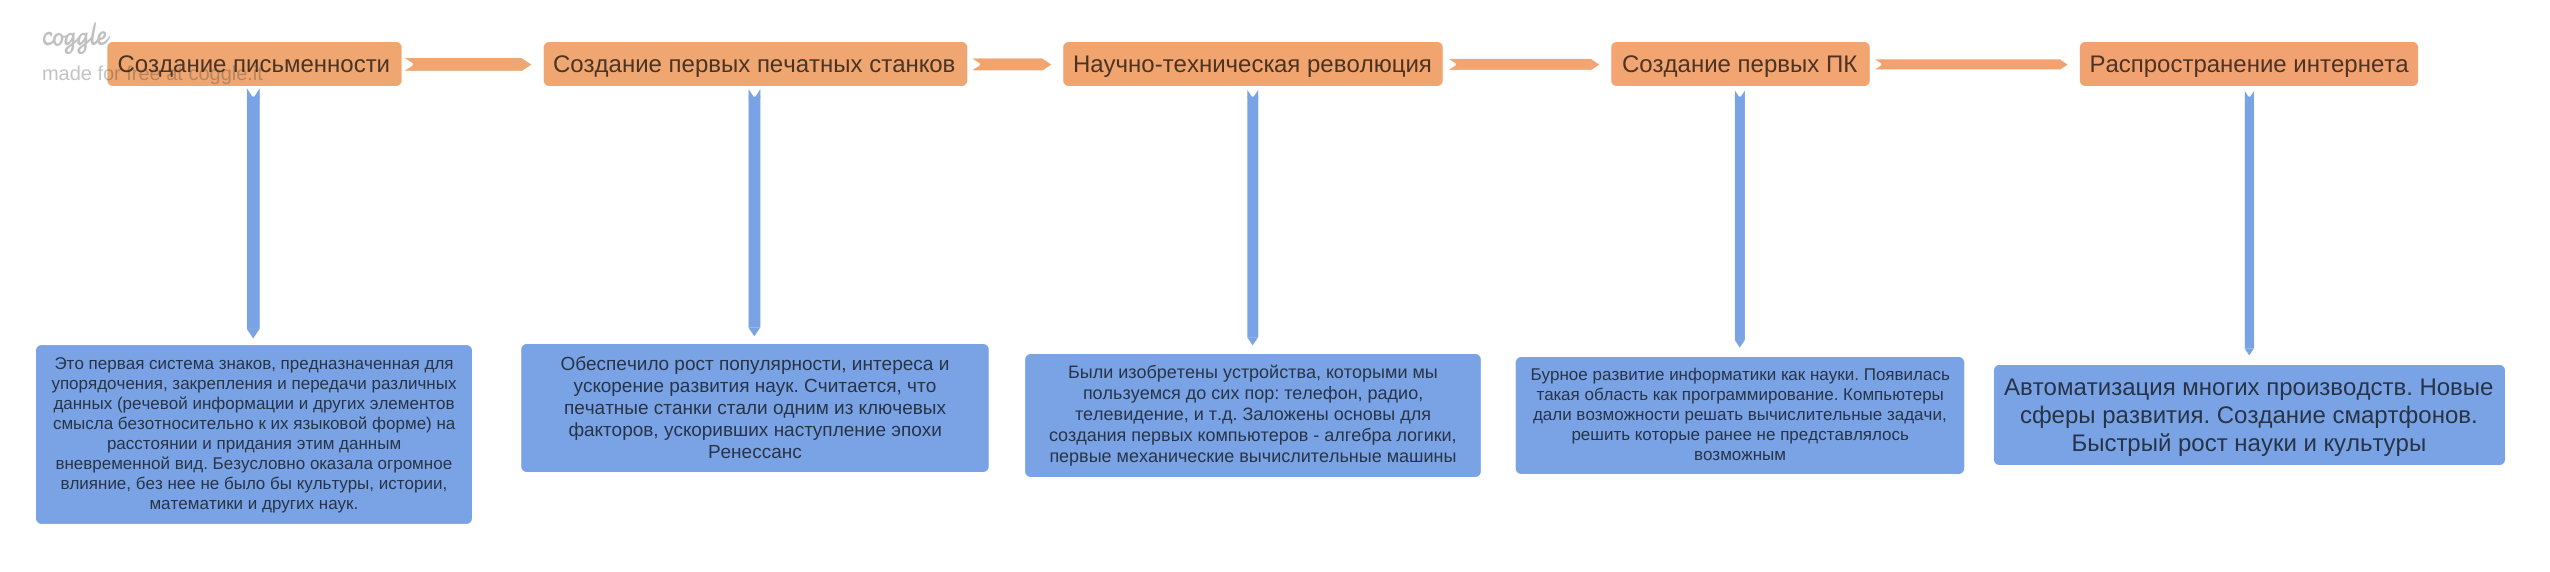 coggle
made for free at coggle.it
Создание письменности
Создание первых печатных станков
Научно-техническая революция
Создание первых ПК
Распространение интернета
Это первая система знаков, предназначенная для
упорядочения, закрепления и передачи различных
данных (речевой информации и других элементов
смысла безотносительно к их языковой форме) на
расстоянии и придания этим данным
вневременной вид. Безусловно оказала огромное
влияние, без нее не было бы культуры, истории,
математики и других наук.
Обеспечило рост популярности, интереса и
ускорение развития наук. Считается, что
печатные станки стали одним из ключевых
факторов, ускоривших наступление эпохи
Ренессанс
Были изобретены устройства, которыми мы
пользуемся до сих пор: телефон, радио,
телевидение, и т.д. Заложены основы для
создания первых компьютеров - алгебра логики,
первые механические вычислительные машины
Бурное развитие информатики как науки. Появилась
такая область как программирование. Компьютеры
дали возможности решать вычислительные задачи,
решить которые ранее не представлялось
возможным
Автоматизация многих производств. Новые
сферы развития. Создание смартфонов.
Быстрый рост науки и культуры